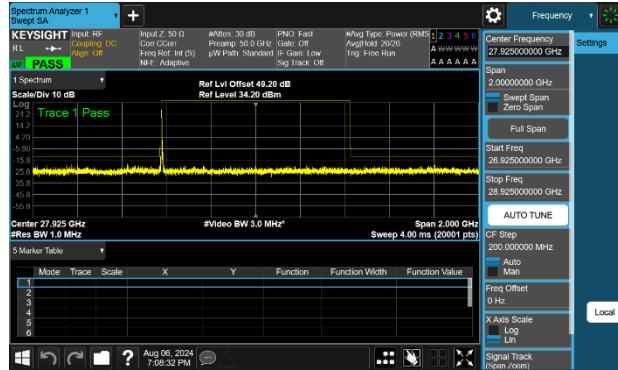 Spectrum Analyzer 1
Swept SA
Frequency
KEYSIGHT
RL
LW PASS
Input: RF
Coupling: DC
Align: Off
Input Z: 50 Ω
Corr CCorr
Freq Ref: Int (S)
NFE: Adaptive
#Atten: 30 dB
Preamp: 50.0 GHz
µW Path: Standard
PNO: Fast
Gate: Off
IF Gain: Low
Sig Track: Off
#Avg Type: Power (RMS
Avg|Hold: 20/20
Trig: Free Run
1 2 3 4 5 6
A W W W W W
A A A A A A
1 Spectrum
Scale/Div 10 dB
Log
Ref Lvl Offset 49.20 dB
Ref Level 34.20 dBm
Trace 1 Pass
24.2
14.2
4.20
-5.80
-15.8
-25.8
-35.8
-45.8
-55.8
Center 27.925 GHz
#Res BW 1.0 MHz
#Video BW 3.0 MHz*
Span 2.000 GHz
Sweep 4.00 ms (20001 pts)
5 Marker Table
Mode Trace Scale X Y Function Function Width Function Value
1
2
3
4
5
6
Aug 06, 2024
7:08:32 PM
Center Frequency
27.925000000 GHz
Settings
Span
2.00000000 GHz
Swept Span
Zero Span
Full Span
Start Freq
26.925000000 GHz
Stop Freq
28.925000000 GHz
AUTO TUNE
CF Step
200.000000 MHz
Auto
Man
Freq Offset
0 Hz
X Axis Scale
Log
Lin
Signal Track
(Span Zoom)
Local